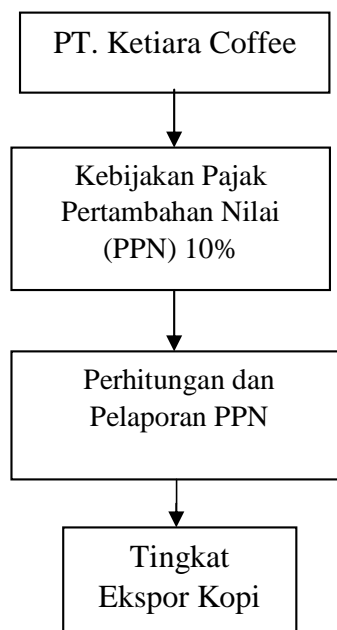 PT. Ketiara Coffee
Kebijakan Pajak
Pertambahan Nilai
(PPN) 10%
Perhitungan dan
Pelaporan PPN
Tingkat
Ekspor Kopi